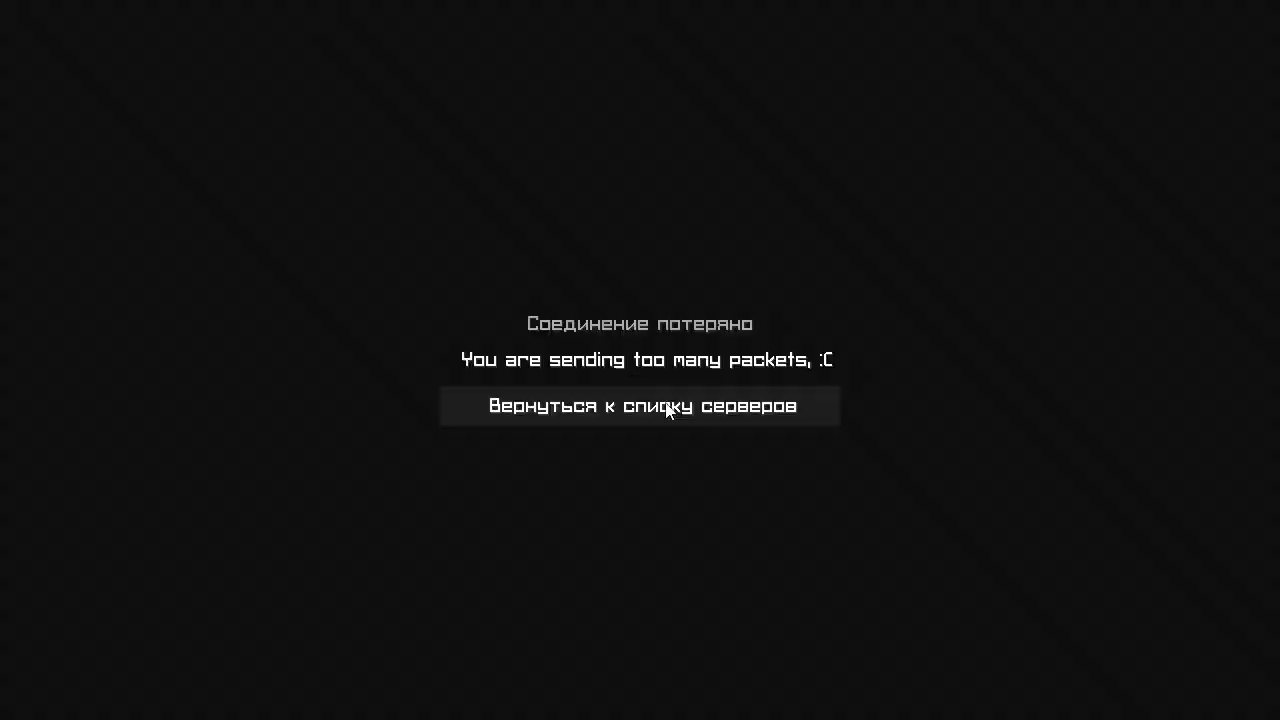 Соединение потеряно
You are sending too many packets, :C
Вернуться к списку серверов